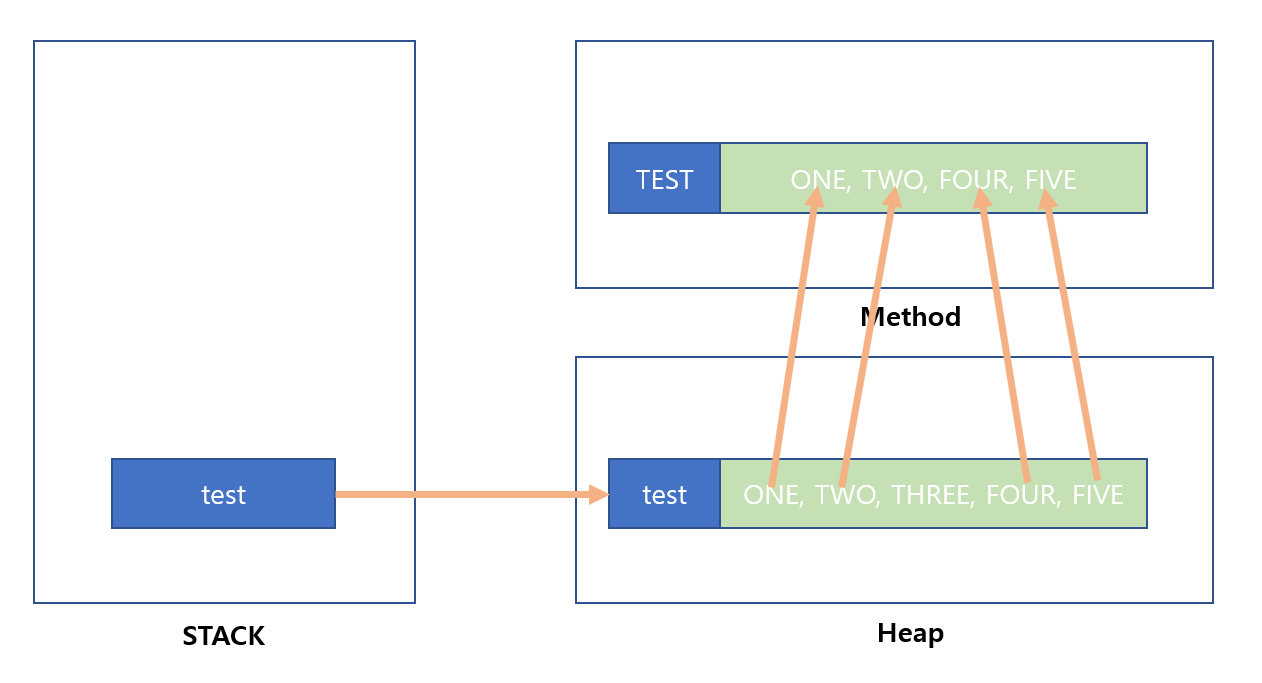 TEST
ONE, TWO, FOUR, FIVE
Method
test
test
ONE, TWO, THREE, FOUR, FIVE
STACK
Heap